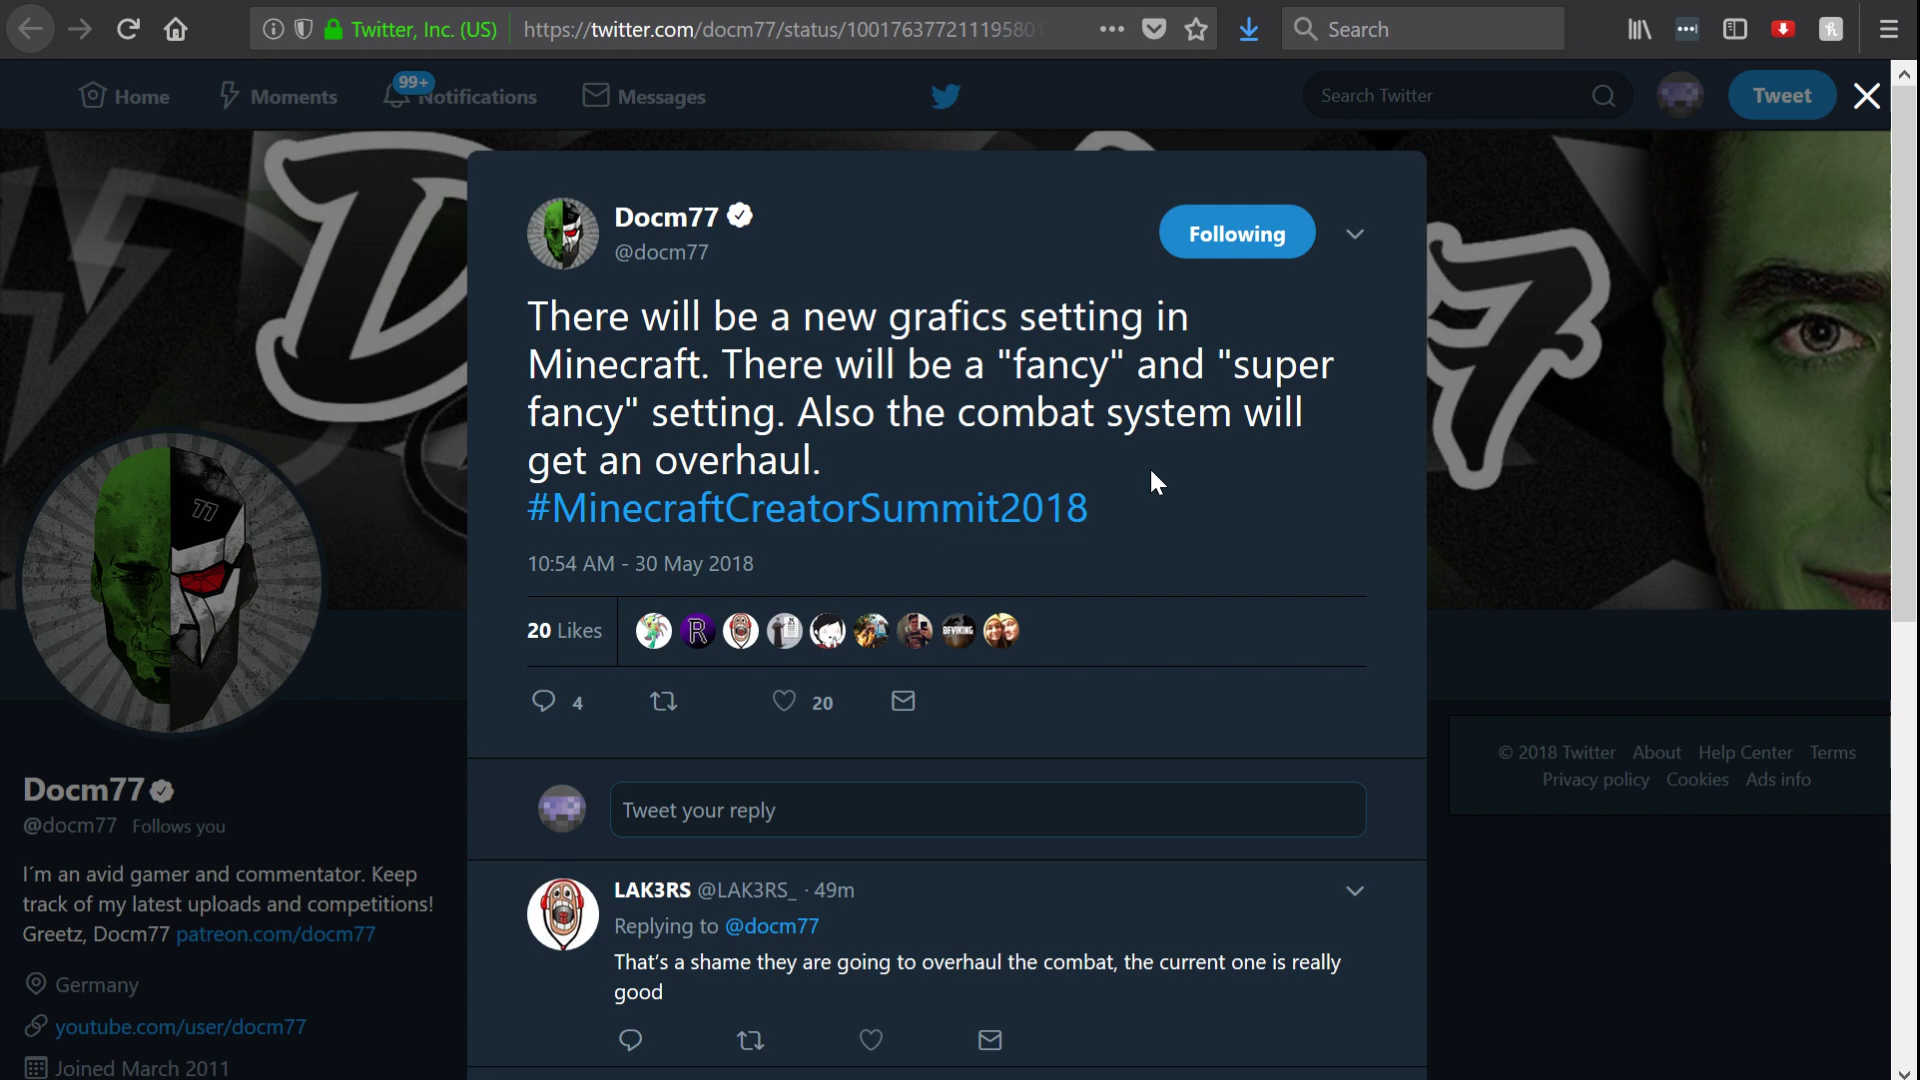 Twitter, Inc. (US)
https://twitter.com/docm77/status/100176377211195801
Search
Home
Moments
99+
Notifications
Messages
Search Twitter
Tweet
Docm77
@docm77
Following
There will be a new grafics setting in
Minecraft. There will be a "fancy" and "super
fancy" setting. Also the combat system will
get an overhaul.
#MinecraftCreatorSummit2018
10:54 AM - 30 May 2018
20 Likes
4
20
Tweet your reply
LAK3RS @LAK3RS_ · 49m
Replying to @docm77
That's a shame they are going to overhaul the combat, the current one is really
good
77
Docm77
@docm77 Follows you
I´m an avid gamer and commentator. Keep
track of my latest uploads and competitions!
Greetz, Docm77 patreon.com/docm77
Germany
youtube.com/user/docm77
Joined March 2011
© 2018 Twitter About Help Center Terms
Privacy policy Cookies Ads info